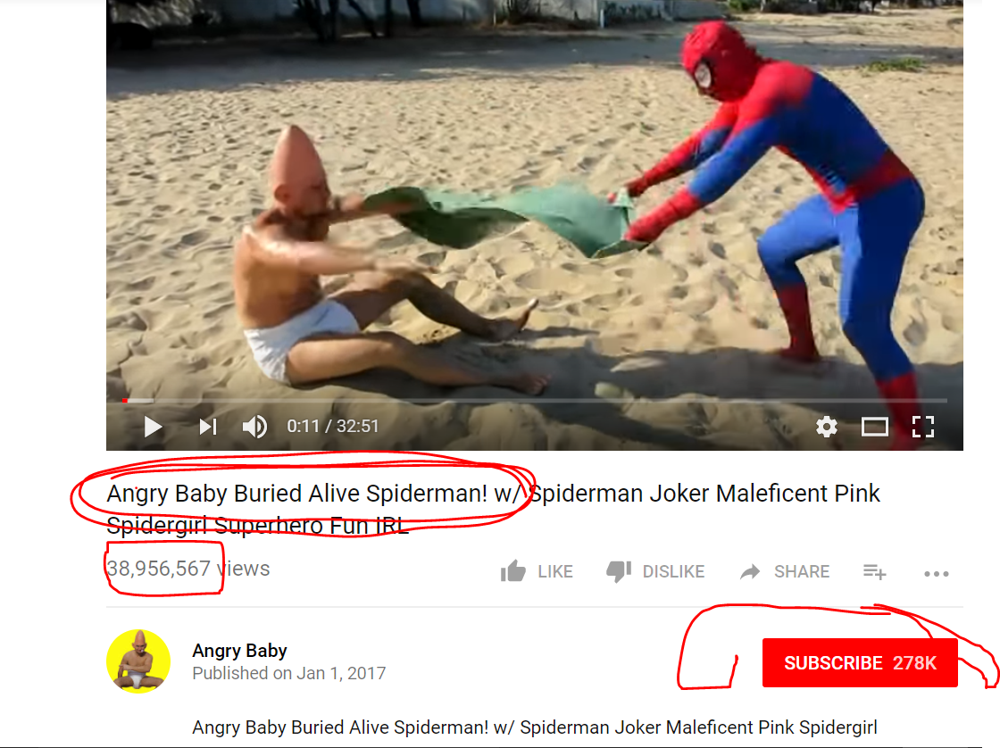 0:11 / 32:51
Angry Baby Buried Alive Spiderman! w/ Spiderman Joker Maleficent Pink
Spidergirl Superhero Fun IRL
38,956,567 views
LIKE
DISLIKE
SHARE
Angry Baby
Published on Jan 1, 2017
SUBSCRIBE 278K
Angry Baby Buried Alive Spiderman! w/ Spiderman Joker Maleficent Pink Spidergirl